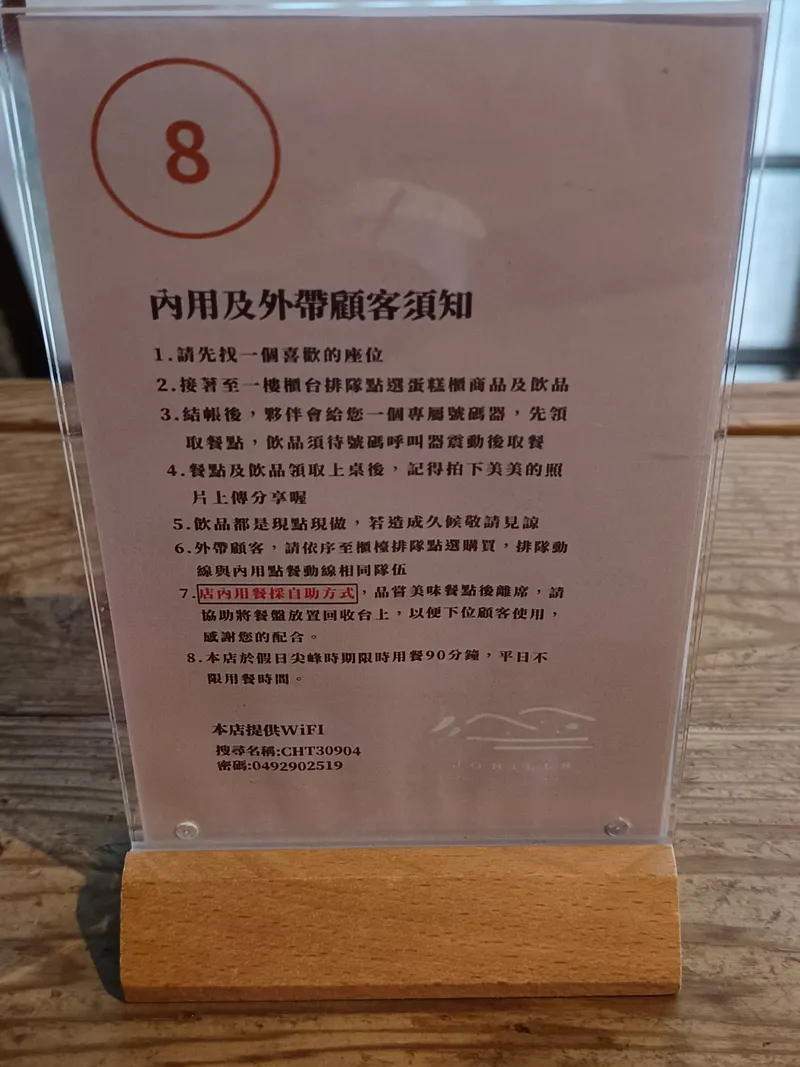 8
內用及外帶顧客須知
1.請先找一個喜歡的座位
2.接著至一樓櫃台排隊點選蛋糕櫃商品及飲品
3.結帳後，夥伴會給您一個專屬號碼器，先領
取餐點，飲品須待號碼呼叫器震動後取餐
4.餐點及飲品領取上桌後，記得拍下美美的照
片上傳分享喔
5.飲品都是現點現做，若造成久候敬請見諒
6.外帶顧客，請依序至櫃檯排隊點選購買，排隊動
線與內用點餐動線相同隊伍
7.店內用餐採自助方式，品嘗美味餐點後離席，請
協助將餐盤放置回收台上，以便下位顧客使用，
感謝您的配合。
8.本店於假日尖峰時期限時用餐90分鐘，平日不
限用餐時間。
本店提供WiFI
搜尋名稱:CHT30904
密碼:0492902519